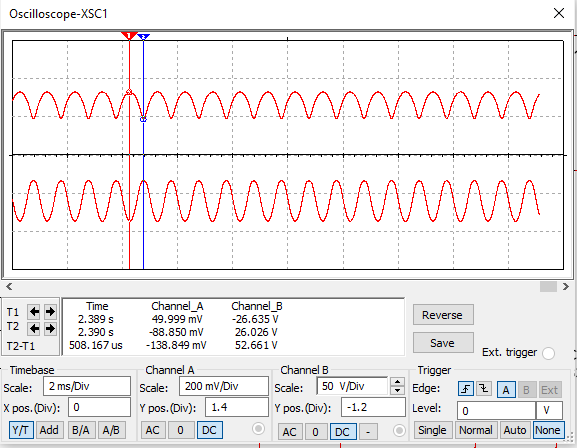 Oscilloscope-XSC1
1 2
T1
T2
T2-T1
Time Channel_A Channel_B
2.389 s 49.999 mV -26.635 V
2.390 s -88.850 mV 26.026 V
508.167 us -138.849 mV 52.661 V
Reverse
Save
Ext. trigger
Timebase
Scale: 2 ms/Div
X pos.(Div): 0
Y/T Add B/A A/B
Channel A
Scale: 200 mV/Div
Y pos.(Div): 1.4
AC 0 DC
Channel B
Scale: 50 V/Div
Y pos.(Div): -1.2
AC 0 DC -
Trigger
Edge: A B Ext
Level: 0 V
Single Normal Auto None